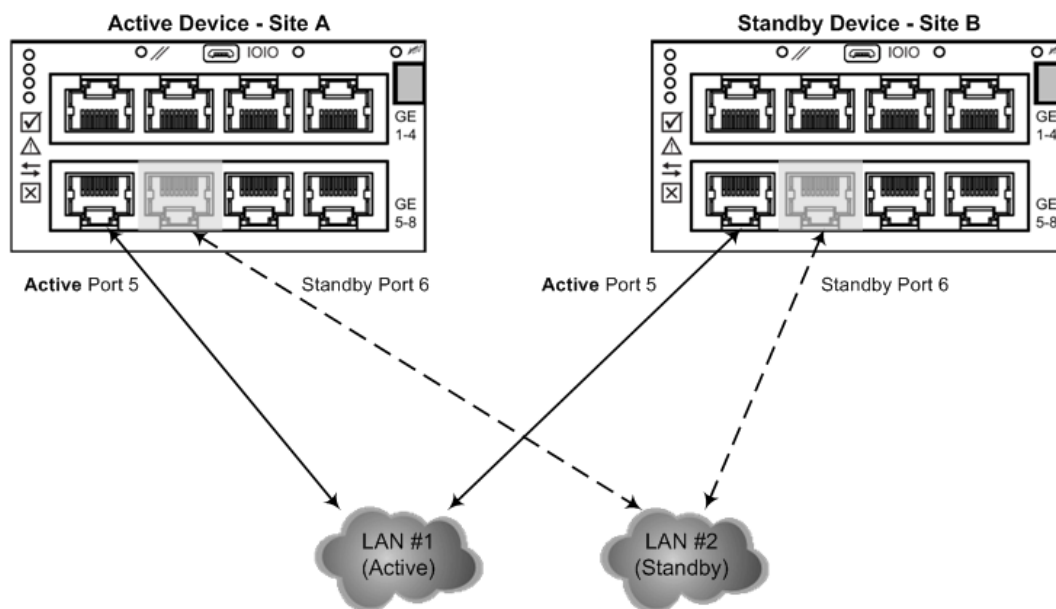 Active Device - Site A
Standby Device - Site B
IOIO
IOIO
GE
1-4
GE
1-4
GE
5-8
GE
5-8
Active Port 5
Standby Port 6
Active Port 5
Standby Port 6
LAN #1
(Active)
LAN #2
(Standby)